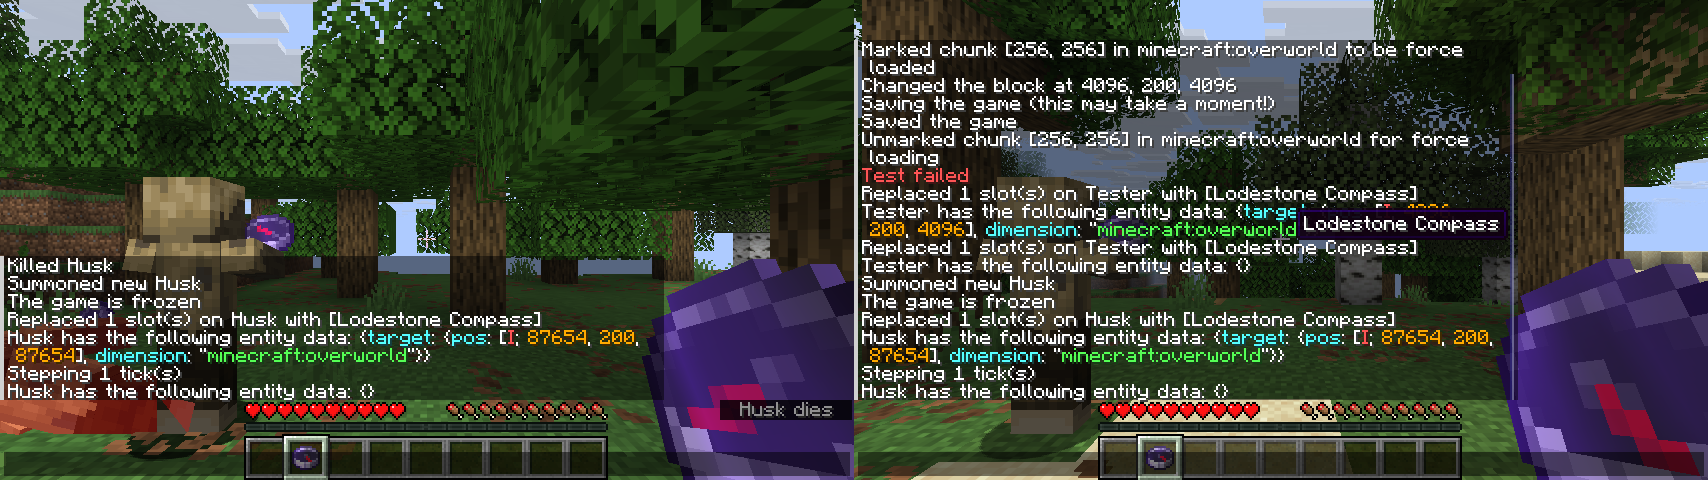 Killed Husk
Summoned new Husk
The game is frozen
Replaced 1 slot(s) on Husk with [Lodestone Compass]
Husk has the following entity data: {target: {pos: [I; 87654, 200,
87654], dimension: "minecraft:overworld"}}
Stepping 1 tick(s)
Husk has the following entity data: {}
Husk dies
Marked chunk [256, 256] in minecraft:overworld to be force
loaded
Changed the block at 4096, 200, 4096
Saving the game (this may take a moment!)
Saved the game
Unmarked chunk [256, 256] in minecraft:overworld for force
loading
Test failed
Replaced 1 slot(s) on Tester with [Lodestone Compass]
Tester has the following entity data: {targe
200, 4096], dimension: "minecraft:overworld
Lodestone Compass
Replaced 1 slot(s) on Tester with [Lodestone Compass]
Tester has the following entity data: {}
Summoned new Husk
The game is frozen
Replaced 1 slot(s) on Husk with [Lodestone Compass]
Husk has the following entity data: {target: {pos: [I; 87654, 200,
87654], dimension: "minecraft:overworld"}}
Stepping 1 tick(s)
Husk has the following entity data: {}